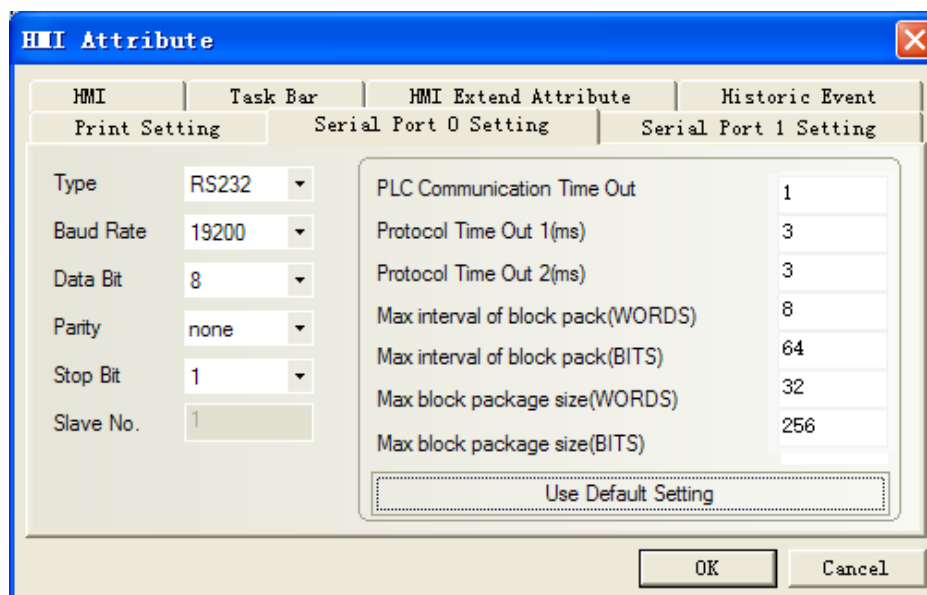 HMI Attribute
HMI
Task Bar
HMI Extend Attribute
Historic Event
Print Setting
Serial Port 0 Setting
Serial Port 1 Setting
Type RS232
Baud Rate 19200
Data Bit 8
Parity none
Stop Bit 1
Slave No. 1
PLC Communication Time Out 1
Protocol Time Out 1(ms) 3
Protocol Time Out 2(ms) 3
Max interval of block pack(WORDS) 8
Max interval of block pack(BITS) 64
Max block package size(WORDS) 32
Max block package size(BITS) 256
Use Default Setting
OK
Cancel